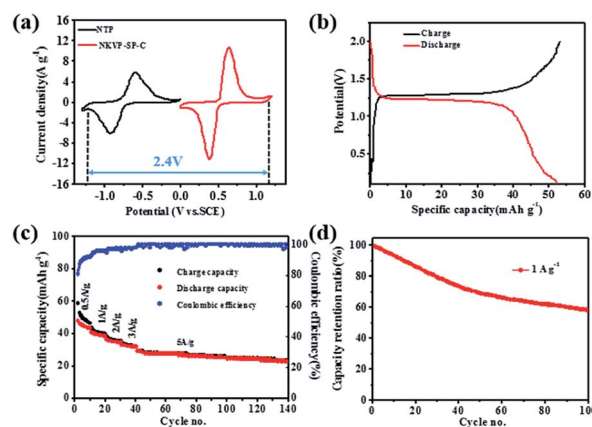 (a)
NTP
NKVP-SP-C
Current density(A g⁻¹)
16
12
8
4
0
-4
-8
-12
-16
2.4V
-1.0 -0.5 0.0 0.5 1.0
Potential (V vs.SCE)
(b)
Charge
Discharge
Potential(V)
2.0
1.5
1.0
0.5
0 10 20 30 40 50 60
Specific capacity(mAh g⁻¹)
(c)
Charge capacity
Discharge capacity
Coulombic efficiency
Specific capacity(mAh g⁻¹)
100
80
60
40
20
0
0.5A/g
1A/g
2A/g
3A/g
5A/g
100
80
60
40
20
0
Coulombic efficiency(%)
0 20 40 60 80 100 120 140
Cycle no.
(d)
1 Ag⁻¹
Capacity retention ratio(%)
100
80
60
40
20
0
0 20 40 60 80 100
Cycle no.